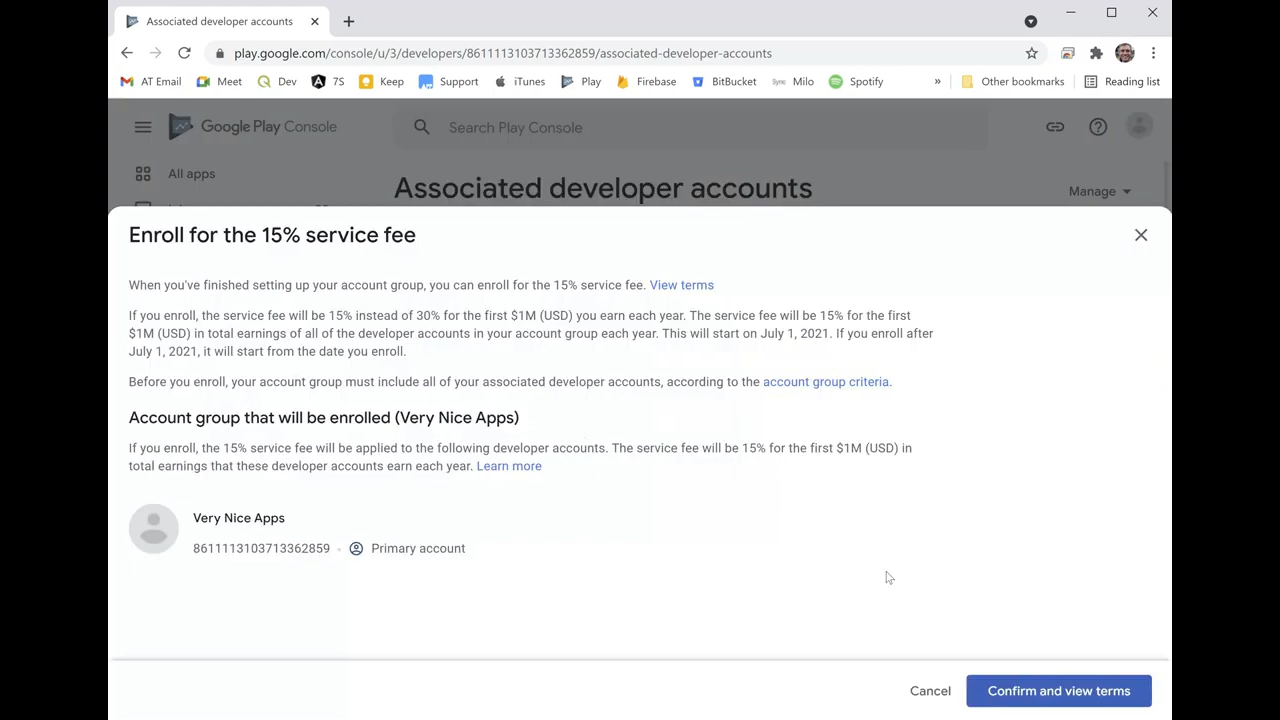 Associated developer accounts
play.google.com/console/u/3/developers/8611113103713362859/associated-developer-accounts
AT Email Meet Dev 7S Keep Support iTunes Play Firebase BitBucket Sync Milo Spotify » Other bookmarks Reading list
Google Play Console Search Play Console
All apps
Associated developer accounts
Manage
Enroll for the 15% service fee
When you've finished setting up your account group, you can enroll for the 15% service fee. View terms
If you enroll, the service fee will be 15% instead of 30% for the first $1M (USD) you earn each year. The service fee will be 15% for the first
$1M (USD) in total earnings of all of the developer accounts in your account group each year. This will start on July 1, 2021. If you enroll after
July 1, 2021, it will start from the date you enroll.
Before you enroll, your account group must include all of your associated developer accounts, according to the account group criteria.
Account group that will be enrolled (Very Nice Apps)
If you enroll, the 15% service fee will be applied to the following developer accounts. The service fee will be 15% for the first $1M (USD) in
total earnings that these developer accounts earn each year. Learn more
Very Nice Apps
8611113103713362859 • Primary account
Cancel Confirm and view terms